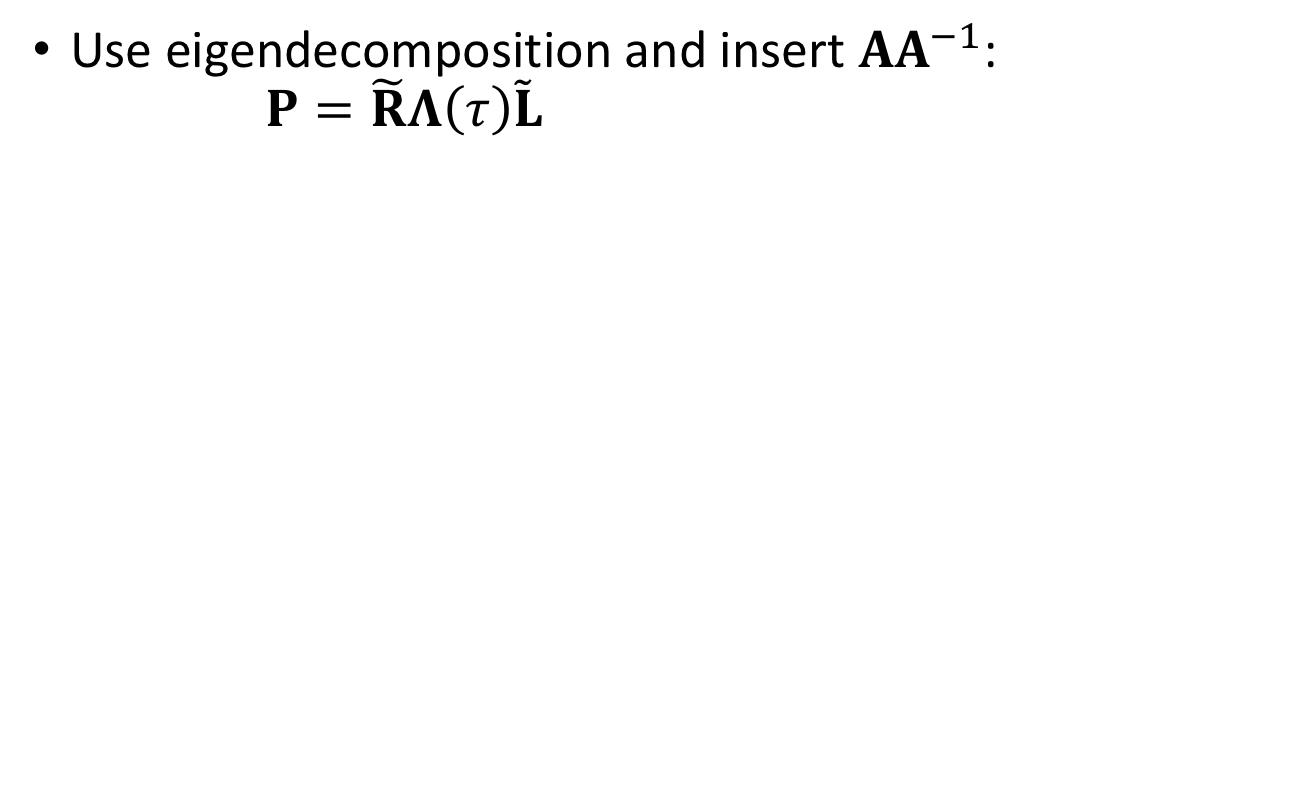 • Use eigendecomposition and insert 𝐀𝐀⁻¹:
𝐏 = 𝐑̃𝚲(𝜏)𝐋̃